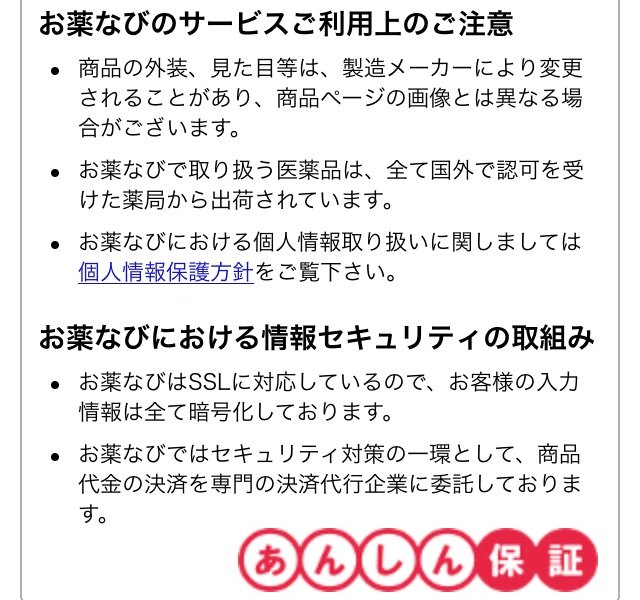 お薬なびのサービスご利用上のご注意
• 商品の外装、見た目等は、製造メーカーにより変更
されることがあり、商品ページの画像とは異なる場
合がございます。
• お薬なびで取り扱う医薬品は、全て国外で認可を受
けた薬局から出荷されています。
• お薬なびにおける個人情報取り扱いに関しましては
個人情報保護方針をご覧下さい。
お薬なびにおける情報セキュリティの取組み
• お薬なびはSSLに対応しているので、お客様の入力
情報は全て暗号化しております。
• お薬なびではセキュリティ対策の一環として、商品
代金の決済を専門の決済代行企業に委託しておりま
す。
あんしん保証